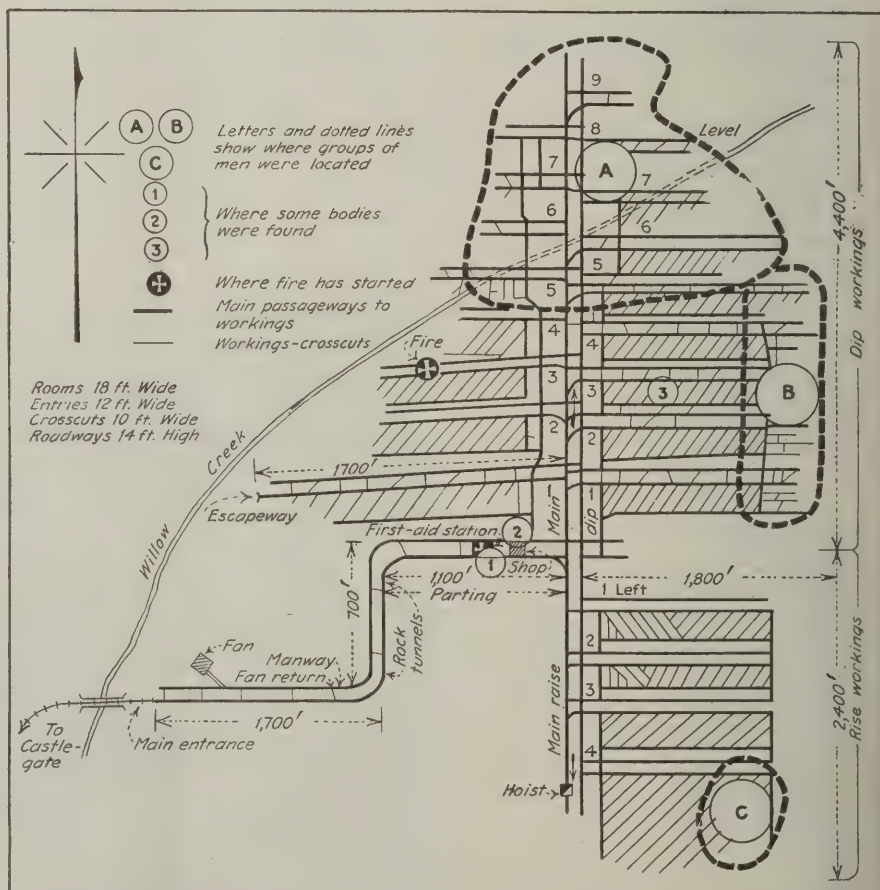 A
B
Letters and dotted lines
show where groups of
men were located
C
1
2
3
Where some bodies
were found
Where fire has started
Main passageways to
workings
Workings-crosscuts
Rooms 18 ft. Wide
Entries 12 ft. Wide
Crosscuts 10 ft. Wide
Roadways 14 ft. High
9
8
Level
7
A
7
6
6
5
5
4,400'
Dip workings
4
1
4
Fire
3
3
3
B
2
2
Willow Creek
1700'
Escapeway
Main
1
dip
First-aid station
2
1
Shop
1,100'
Parting
1,800'
700'
1 Left
Rock
tunnels
2
Fan
Manway
Fan return
3
Main raise
2,400'
Rise workings
1,700'
To
Castle-
gate
Main entrance
4
Hoist
C